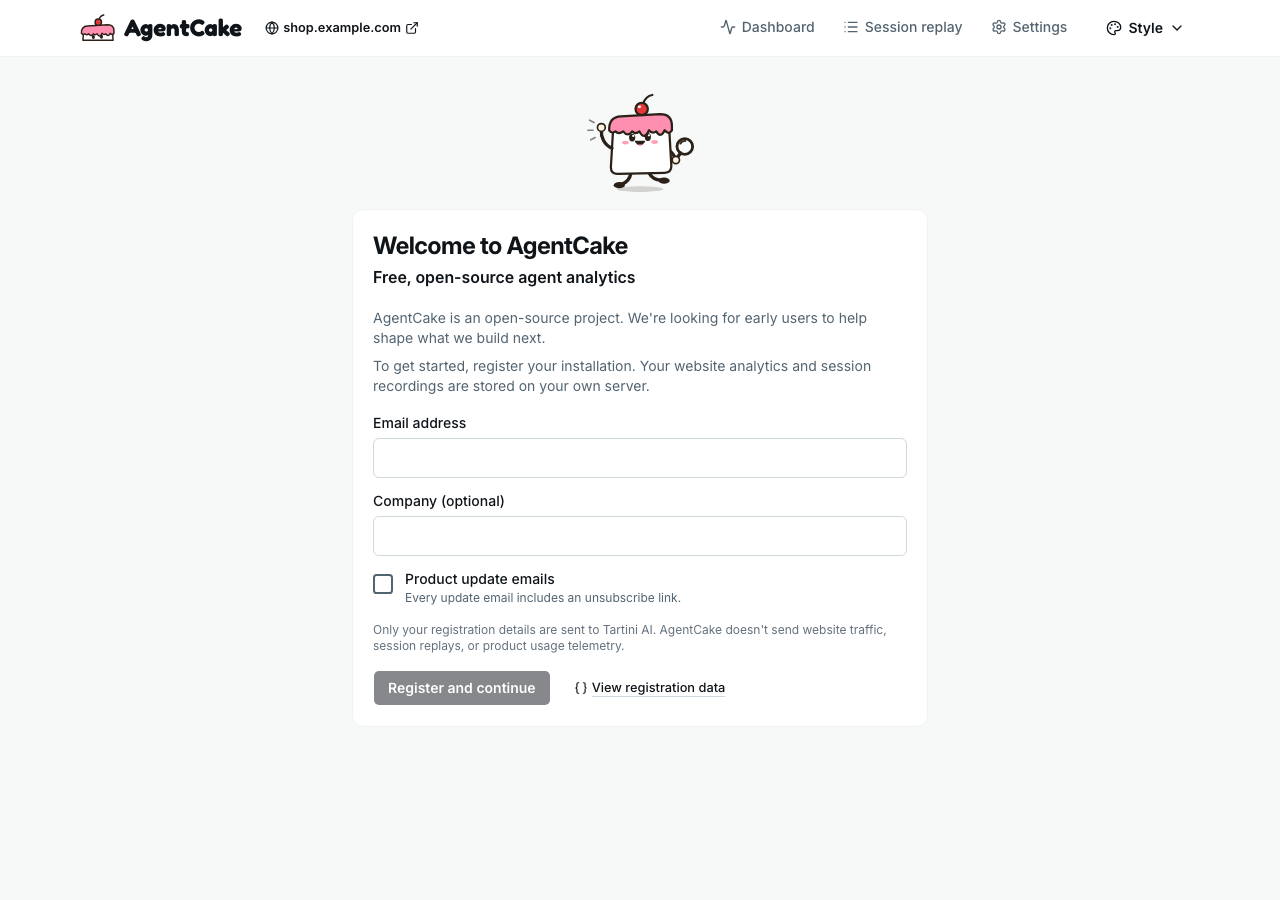 AgentCake
shop.example.com
Dashboard
Session replay
Settings
Style
Welcome to AgentCake
Free, open-source agent analytics
AgentCake is an open-source project. We're looking for early users to help
shape what we build next.
To get started, register your installation. Your website analytics and session
recordings are stored on your own server.
Email address
Company (optional)
Product update emails
Every update email includes an unsubscribe link.
Only your registration details are sent to Tartini AI. AgentCake doesn't send website traffic,
session replays, or product usage telemetry.
Register and continue
{ } View registration data